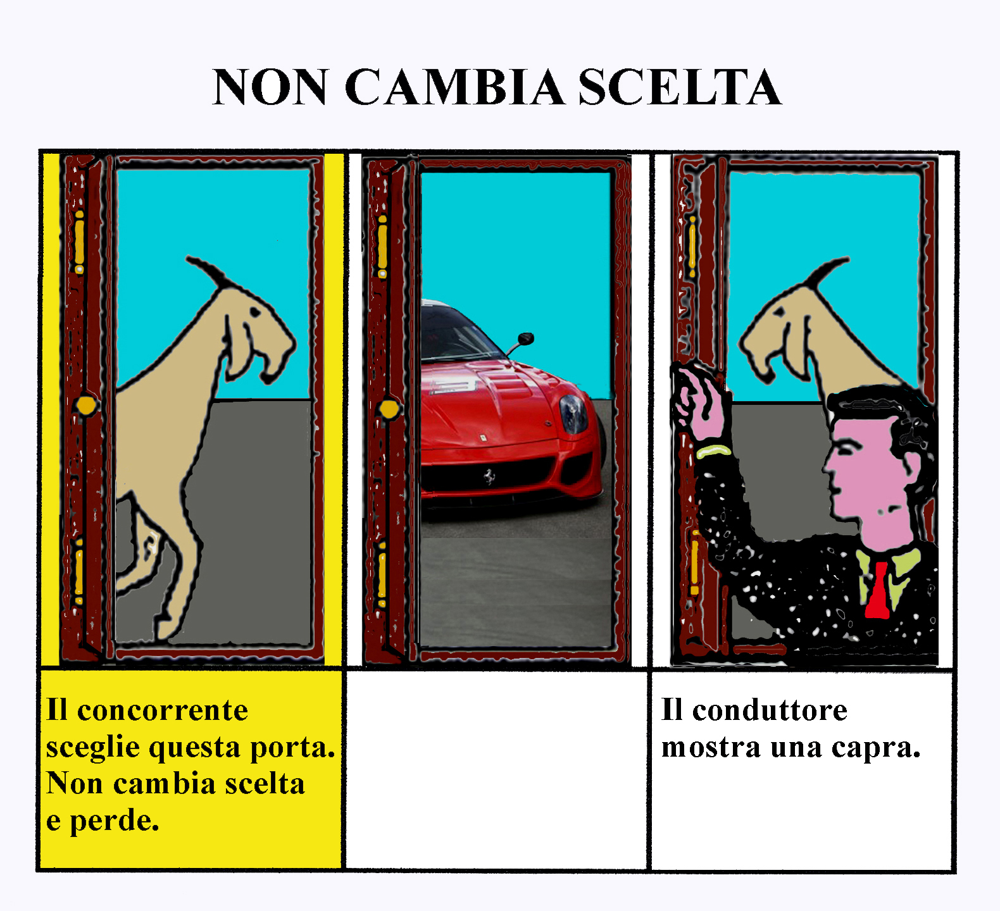 NON CAMBIA SCELTA
Il concorrente
sceglie questa porta.
Non cambia scelta
e perde.
Il conduttore
mostra una capra.